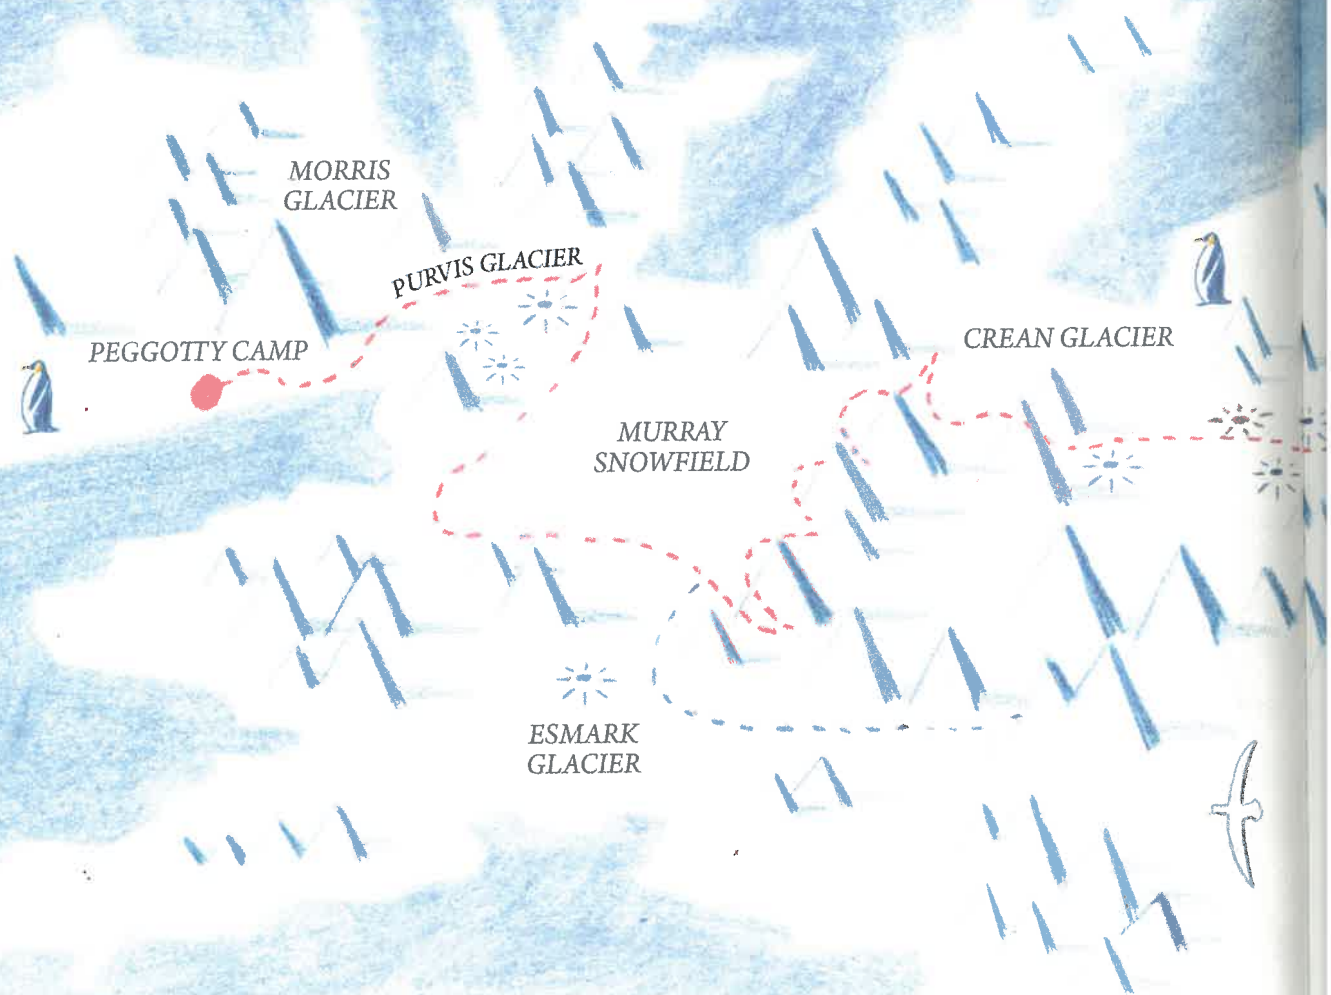 MORRIS
GLACIER
PURVIS GLACIER
PEGGOTTY CAMP
CREAN GLACIER
MURRAY
SNOWFIELD
ESMARK
GLACIER